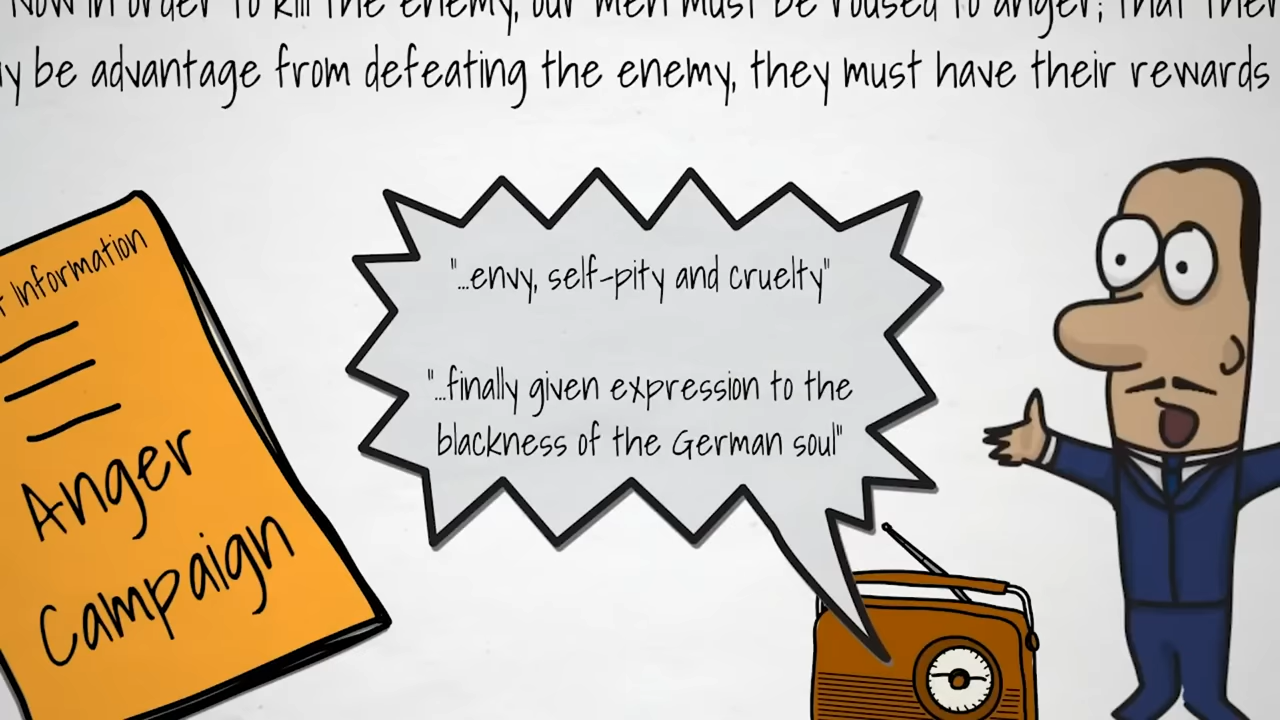 Now in order to kill the enemy, our men must be roused to anger; that there
be advantage from defeating the enemy, they must have their rewards
"...envy, self-pity and cruelty"
"...finally given expression to the
blackness of the German soul"
Information
Anger
Campaign